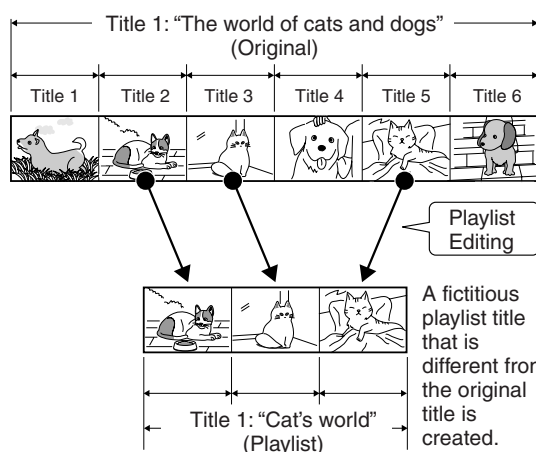 Title 1: “The world of cats and dogs”
(Original)
Title 1 Title 2 Title 3 Title 4 Title 5 Title 6
Playlist
Editing
A fictitious
playlist title
that is
different from
the original
title is
created.
Title 1: “Cat’s world”
(Playlist)